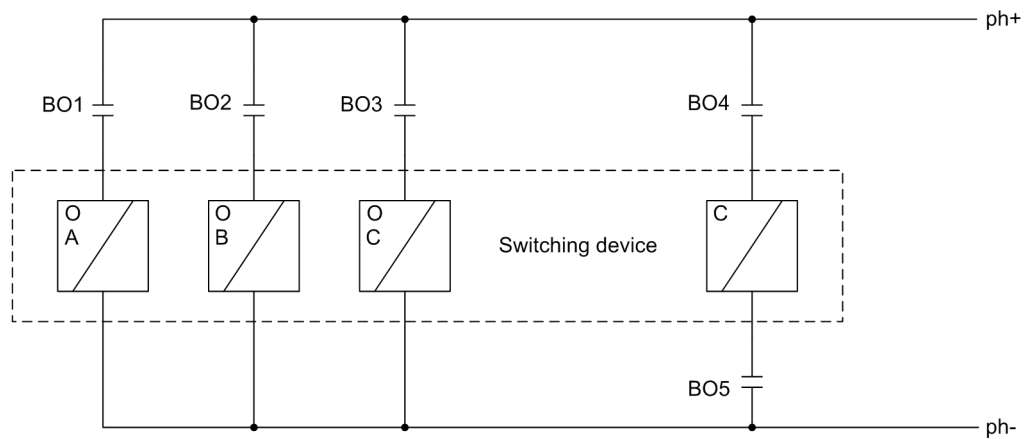 ph+
BO1
BO2
BO3
BO4
O
A
O
B
O
C
C
Switching device
BO5
ph-